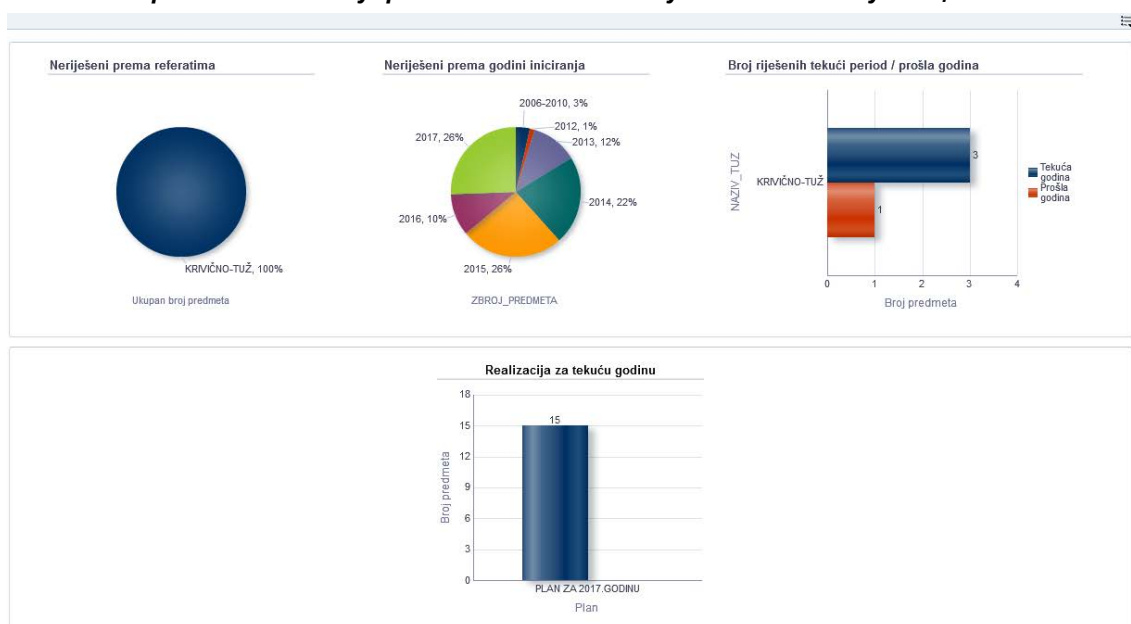 Neriješeni prema referatima
KRIVIČNO-TUŽ, 100%
Ukupan broj predmeta
Neriješeni prema godini iniciranja
2006-2010, 3%
2012, 1%
2013, 12%
2014, 22%
2015, 26%
2016, 10%
2017, 26%
ZBROJ_PREDMETA
Broj riješenih tekući period / prošla godina
NAZIV_TUZ
KRIVIČNO-TUŽ
3
1
0 1 2 3 4
Broj predmeta
Tekuća
godina
Prošla
godina
Realizacija za tekuću godinu
Broj predmeta
18
15
12
9
6
3
0
15
PLAN ZA 2017.GODINU
Plan